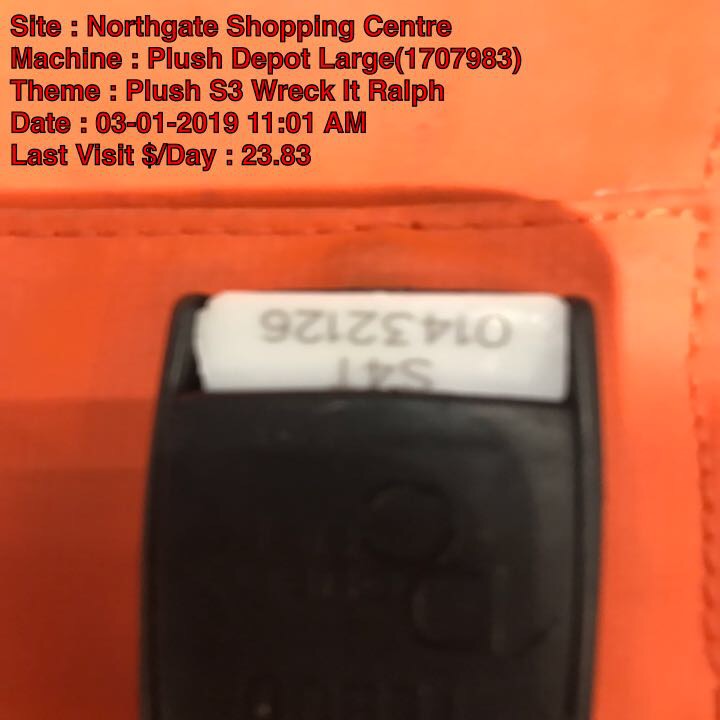 Site : Northgate Shopping Centre
Machine : Plush Depot Large(1707983)
Theme : Plush S3 Wreck It Ralph
Date : 03-01-2019 11:01 AM
Last Visit $/Day : 23.83
01432126
S41